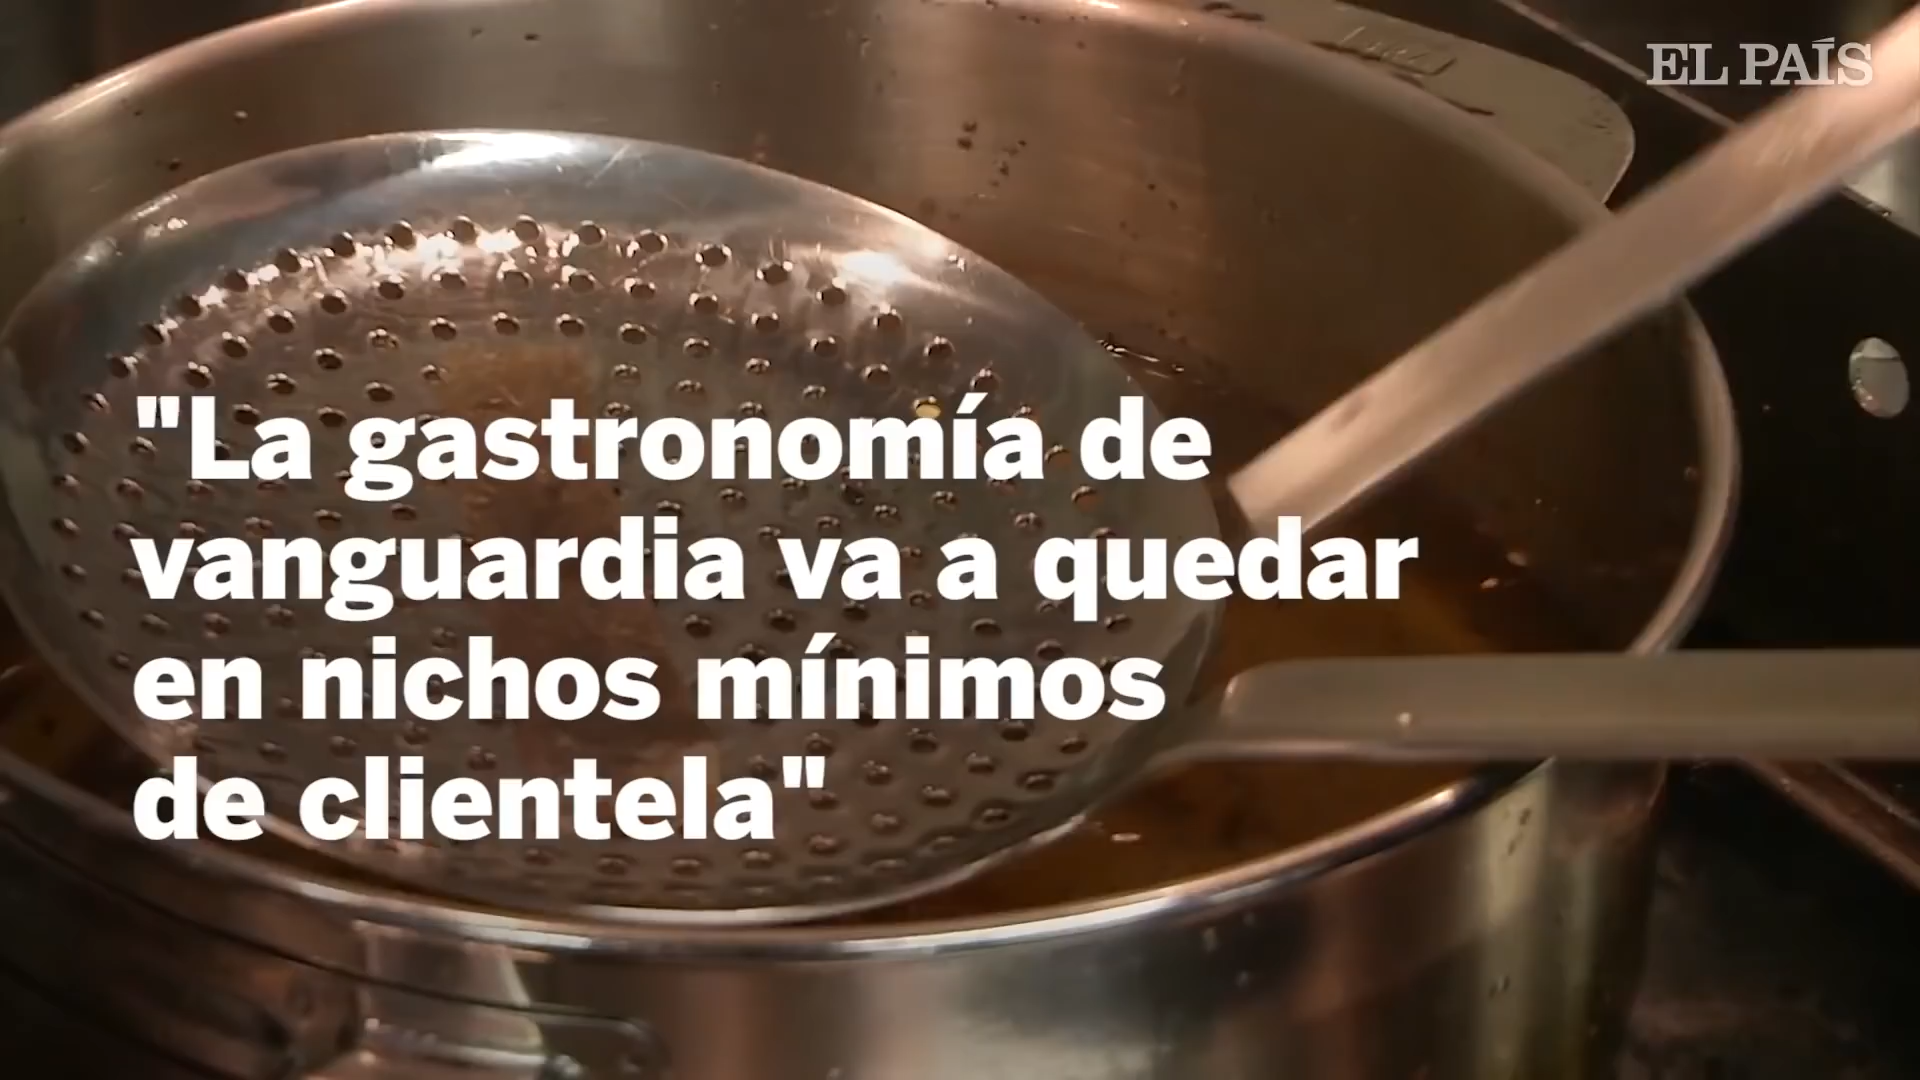 EL PAÍS
"La gastronomía de
vanguardia va a quedar
en nichos mínimos
de clientela"